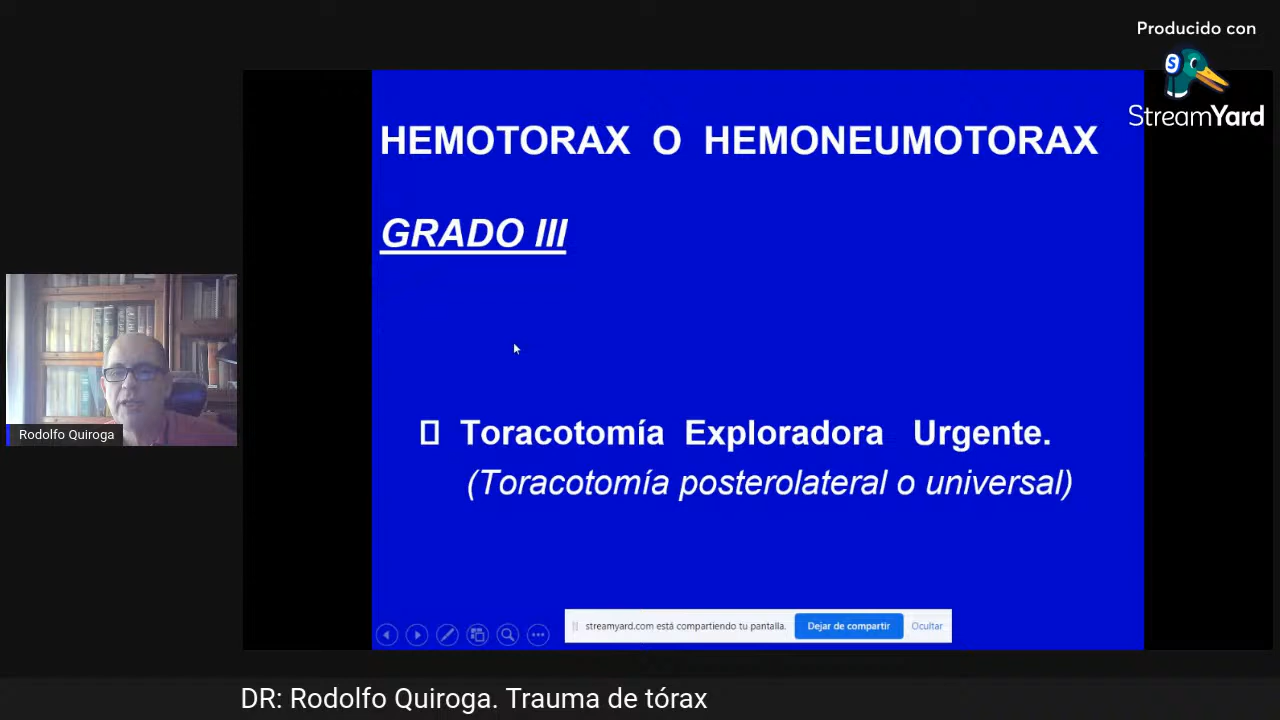 Producido con
S
StreamYard
HEMOTORAX O HEMONEUMOTORAX
GRADO III
Toracotomía Exploradora Urgente.
(Toracotomía posterolateral o universal)
Rodolfo Quiroga
streamyard.com está compartiendo tu pantalla.
Dejar de compartir
Ocultar
DR: Rodolfo Quiroga. Trauma de tórax